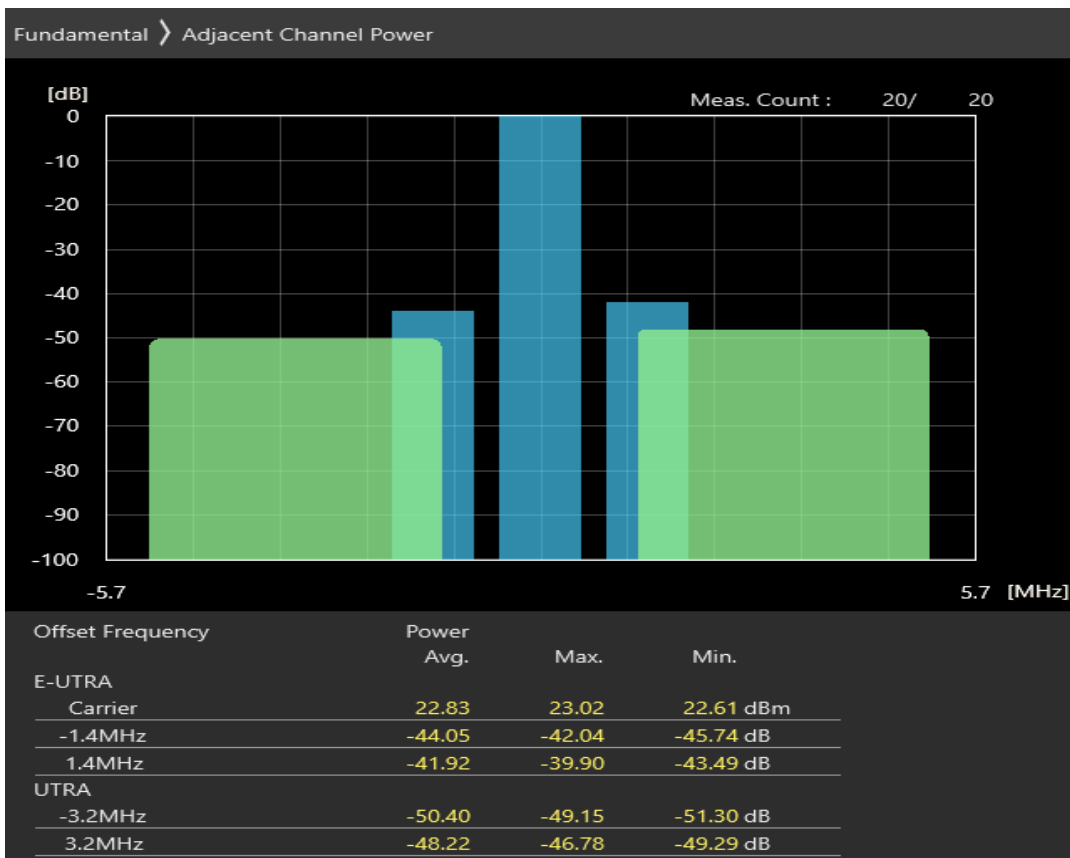 Fundamental 〉 Adjacent Channel Power
[dB]
Meas. Count : 20/ 20
0
-10
-20
-30
-40
-50
-60
-70
-80
-90
-100
-5.7 5.7 [MHz]
Offset Frequency Power
Avg. Max. Min.
E-UTRA
Carrier 22.83 23.02 22.61 dBm
-1.4MHz -44.05 -42.04 -45.74 dB
1.4MHz -41.92 -39.90 -43.49 dB
UTRA
-3.2MHz -50.40 -49.15 -51.30 dB
3.2MHz -48.22 -46.78 -49.29 dB